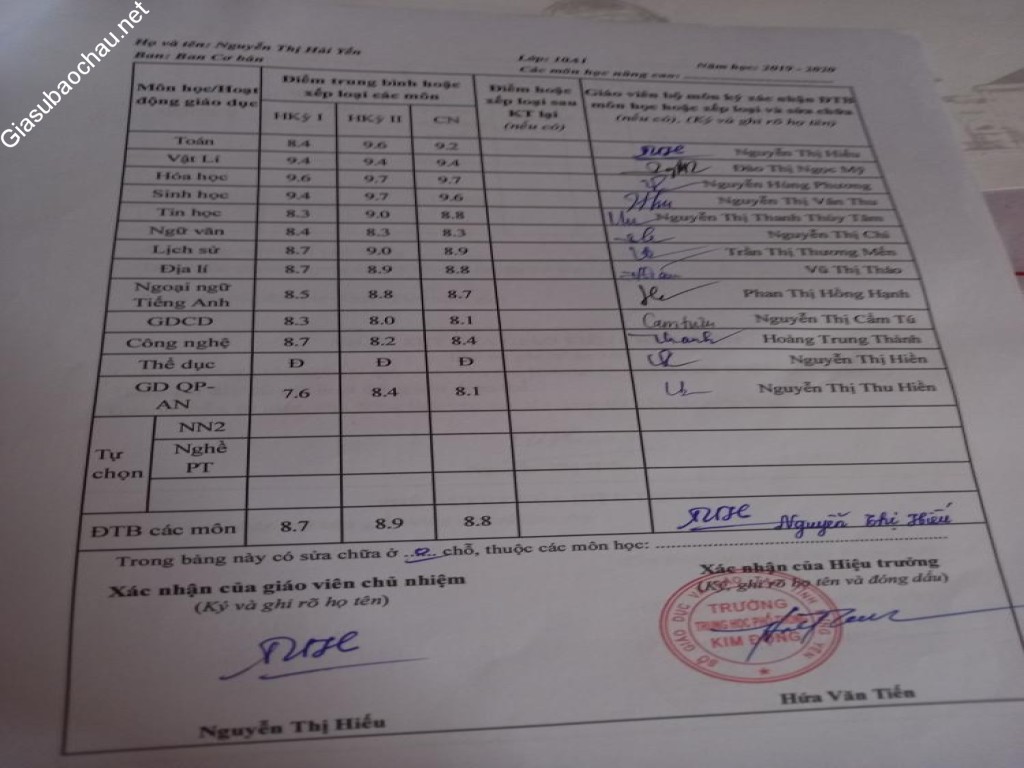 Giasubaochau.net
Họ và tên: Nguyễn Thị Hải Yến Lớp: 10A1 Năm học: 2019 - 2020
Ban: Ban Cơ bản Các môn học nâng cao:
Môn học/Hoạt động giáo dục
Điểm trung bình hoặc xếp loại các môn
HKỳ I HKỳ II CN
Điểm hoặc xếp loại sau KT lại (nếu có)
Giáo viên bộ môn ký xác nhận ĐTB môn học hoặc xếp loại và sửa chữa (nếu có). (Ký và ghi rõ họ tên)
Toán 8.4 9.6 9.2 Nguyễn Thị Hiếu
Vật Lí 9.4 9.4 9.4 Đào Thị Ngọc Mỹ
Hóa học 9.6 9.7 9.7 Nguyễn Hồng Phương
Sinh học 9.4 9.7 9.6 Nguyễn Thị Vân Thu
Tin học 8.3 9.0 8.8 Nguyễn Thị Thanh Thủy Tâm
Ngữ văn 8.4 8.3 8.3 Nguyễn Thị Chi
Lịch sử 8.7 9.0 8.9 Trần Thị Thương Mến
Địa lí 8.7 8.9 8.8 Vũ Thị Thảo
Ngoại ngữ
Tiếng Anh 8.5 8.8 8.7 Phan Thị Hồng Hạnh
GDCD 8.3 8.0 8.1 Nguyễn Thị Cẩm Tú
Công nghệ 8.7 8.2 8.4 Thanh Hoàng Trung Thành
Thể dục Đ Đ Đ Nguyễn Thị Hiền
GD QP-
AN 7.6 8.4 8.1 Nguyễn Thị Thu Hiền
Tự chọn
NN2
Nghề
PT
ĐTB các môn 8.7 8.9 8.8 Nguyễn Thị Hiếu
Trong bảng này có sửa chữa ở ..0.. chỗ, thuộc các môn học:
Xác nhận của giáo viên chủ nhiệm
(Ký và ghi rõ họ tên)
Nguyễn Thị Hiếu
Xác nhận của Hiệu trưởng
(Ký, ghi rõ họ tên và đóng dấu)
TRƯỜNG
TRUNG HỌC PHỔ THÔNG
KIM ĐỘNG
Hứa Văn Tiến